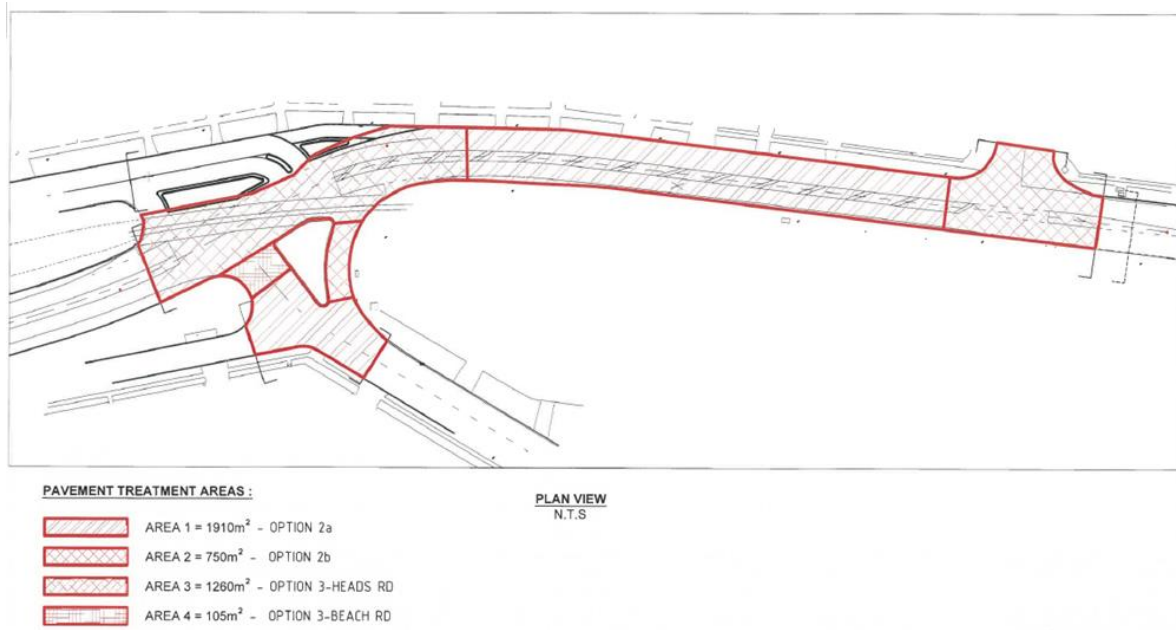 PAVEMENT TREATMENT AREAS :
AREA 1 = 1910m² - OPTION 2a
AREA 2 = 750m² - OPTION 2b
AREA 3 = 1260m² - OPTION 3-HEADS RD
AREA 4 = 105m² - OPTION 3-BEACH RD
PLAN VIEW
N.T.S